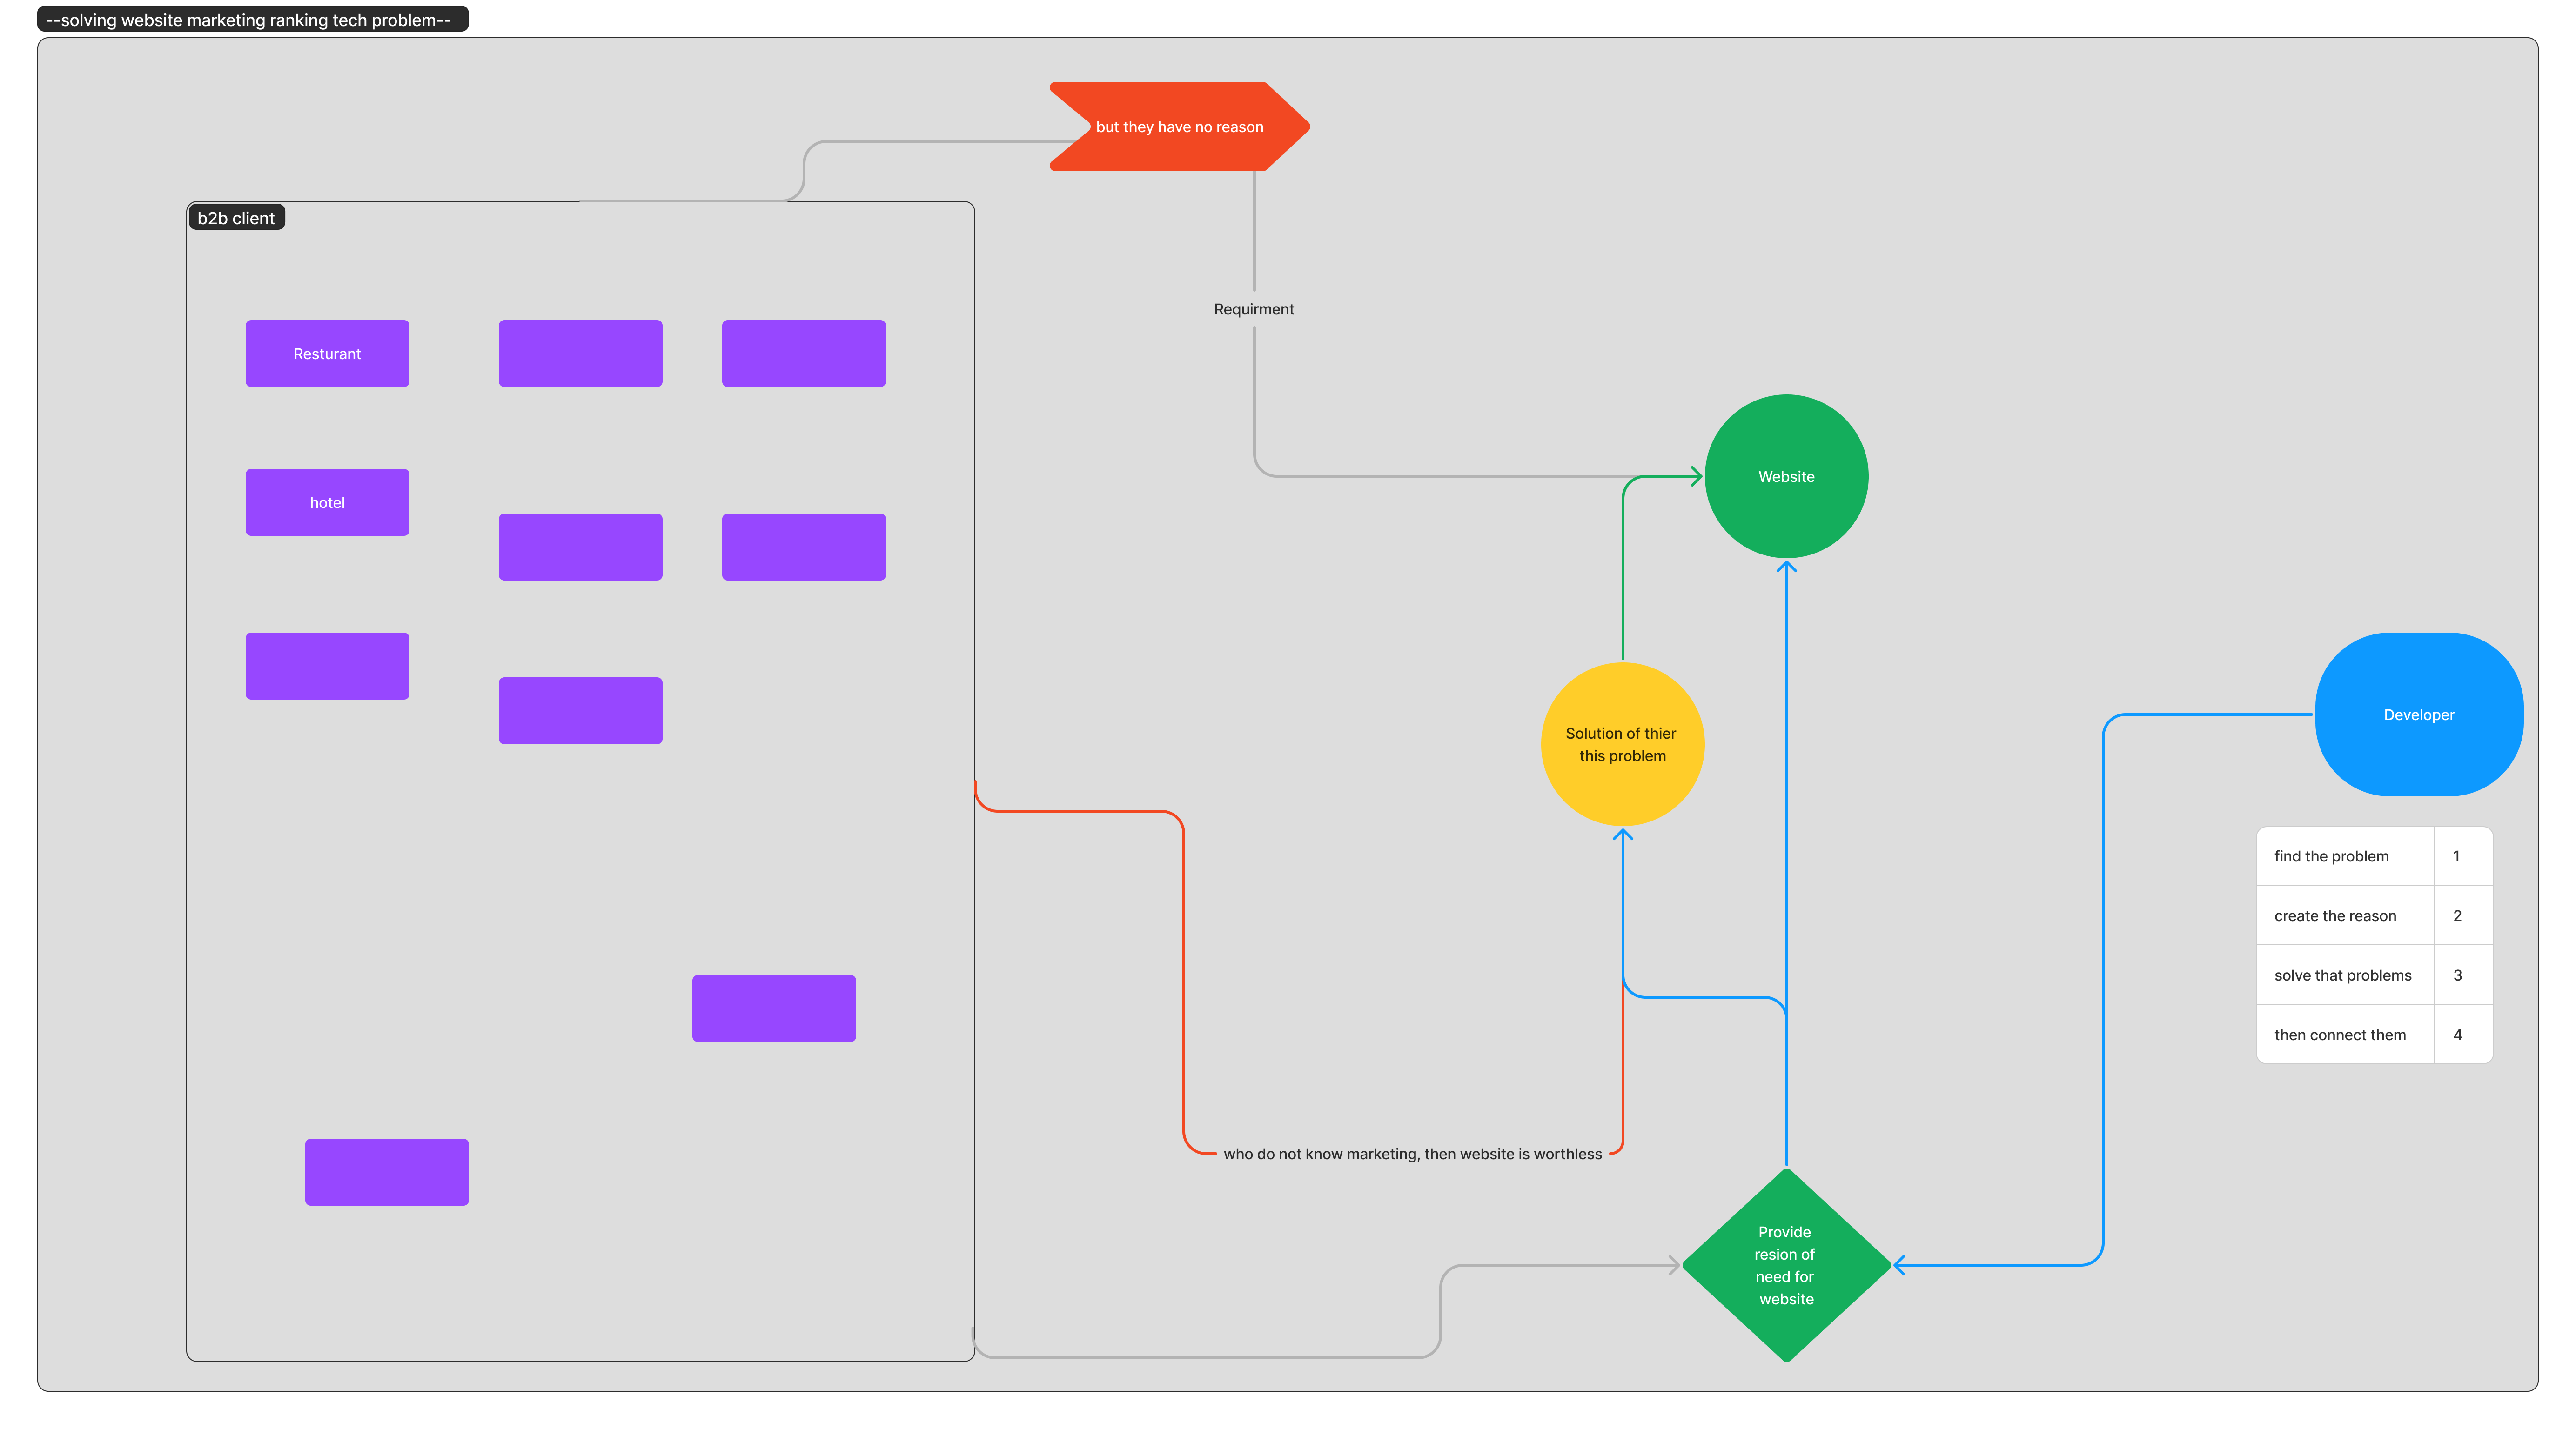 --solving website marketing ranking tech problem--
but they have no reason
b2b client
Requirment
Resturant
hotel
Website
Solution of thier
this problem
Developer
find the problem 1
create the reason 2
solve that problems 3
then connect them 4
who do not know marketing, then website is worthless
Provide
resion of
need for
website